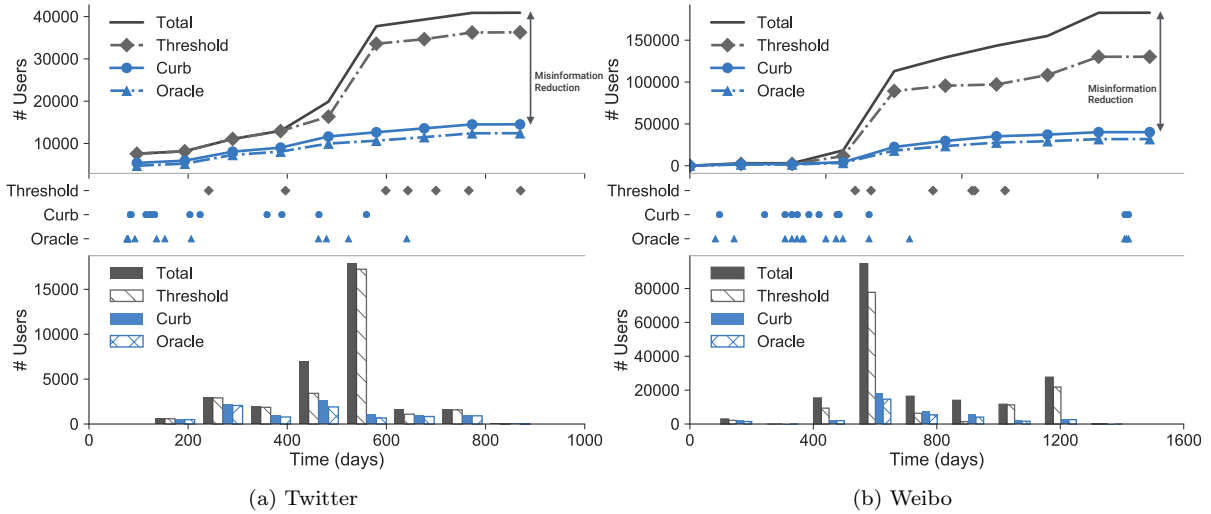 40000
30000
20000
10000
# Users
Total
Threshold
Curb
Oracle
Misinformation
Reduction
Threshold
Curb
Oracle
15000
10000
5000
0
# Users
Total
Threshold
Curb
Oracle
0
200
400
600
800
1000
Time (days)
(a) Twitter
150000
100000
50000
0
# Users
Total
Threshold
Curb
Oracle
Misinformation
Reduction
Threshold
Curb
Oracle
80000
60000
40000
20000
0
# Users
Total
Threshold
Curb
Oracle
0
400
800
1200
1600
Time (days)
(b) Weibo